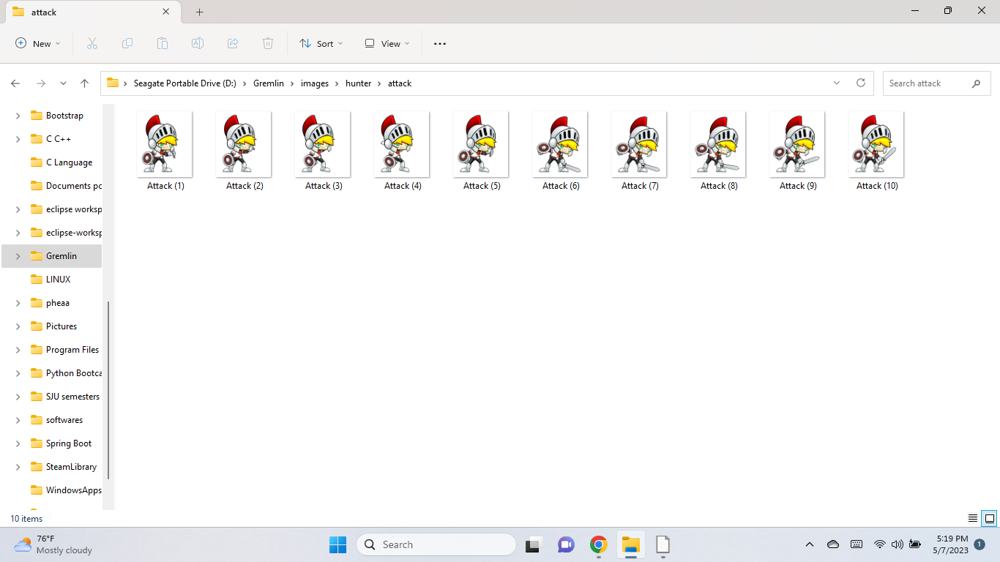 attack
New
Sort
View
Seagate Portable Drive (D:) Gremlin images hunter attack
Search attack
Bootstrap
C C++
C Language
Documents pc
eclipse worksp
eclipse-worksp
Gremlin
LINUX
pheaa
Pictures
Program Files
Python Bootca
SJU semesters
softwares
Spring Boot
SteamLibrary
WindowsApps
Attack (1) Attack (2) Attack (3) Attack (4) Attack (5) Attack (6) Attack (7) Attack (8) Attack (9) Attack (10)
10 items
76°F
Mostly cloudy
Search
5:19 PM
5/7/2023
1